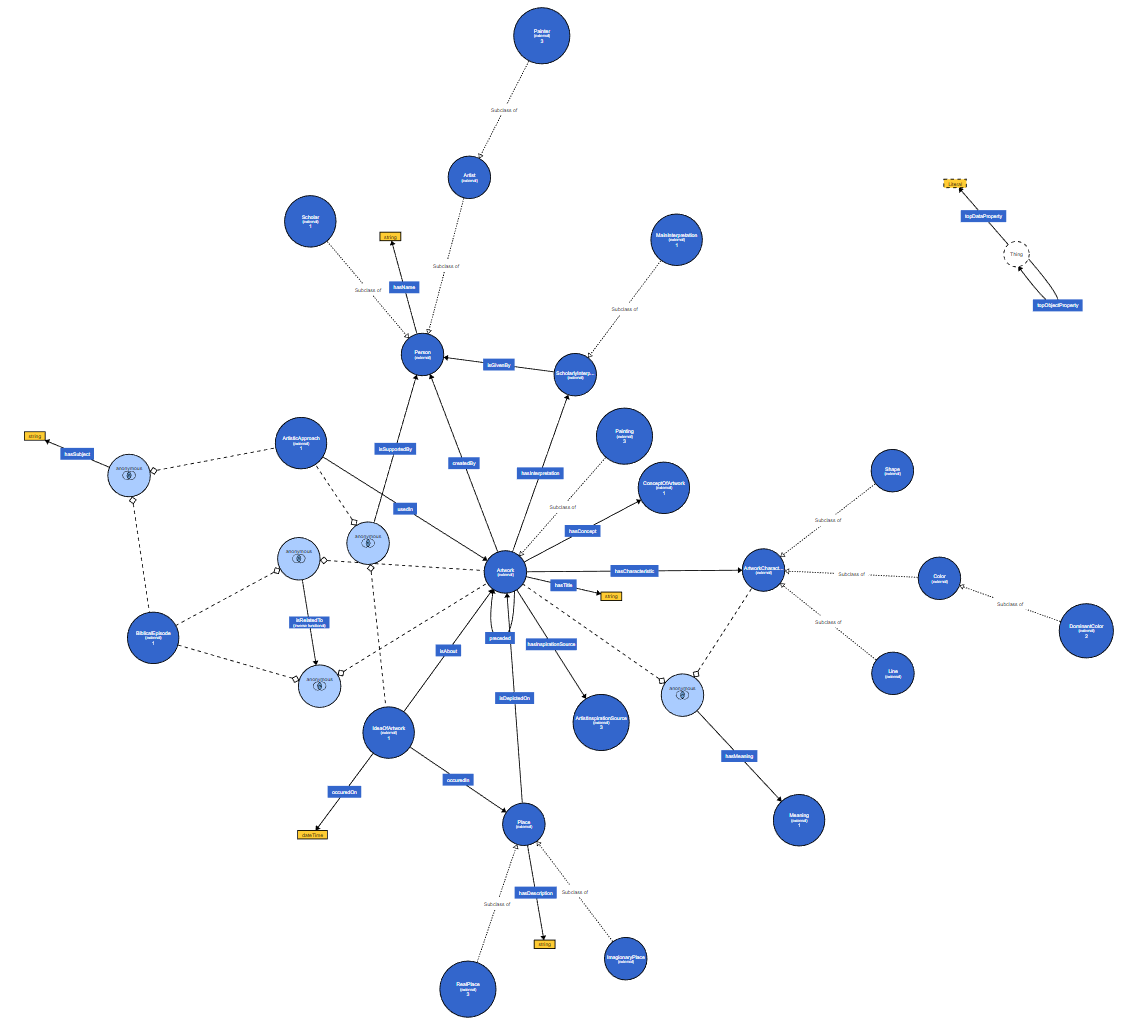 Painter
(external)
3
Subclass of
Artist
(external)
Literal
topDataProperty
Thing
topObjectProperty
Scholar
(external)
1
string
hasName
Subclass of
Subclass of
MainInterpretation
(external)
1
Subclass of
Person
(external)
isGivenBy
ScholarlyInterp...
(external)
string
hasSubject
anonymous
ArtisticApproach
(external)
1
isSupportedBy
createdBy
hasInterpretation
Painting
(external)
3
Subclass of
ConceptOfArtwork
(external)
1
hasConcept
usedIn
anonymous
anonymous
Artwork
(external)
hasCharacteristic
hasTitle
string
ArtworkCharact...
(external)
Shape
(external)
Subclass of
Subclass of
Color
(external)
Subclass of
DominantColor
(external)
3
Subclass of
Line
(external)
BiblicalEpisode
(external)
1
isRelatedTo
(inverse functional)
anonymous
isAbout
preceded
hasInspirationSource
isDepictedOn
anonymous
ArtistInspirationSource
(external)
3
IdeaOfArtwork
(external)
1
hasMeaning
occuredOn
occuredIn
dateTime
Place
(external)
Meaning
(external)
1
hasDescription
Subclass of
Subclass of
string
ImagionaryPlace
(external)
RealPlace
(external)
3